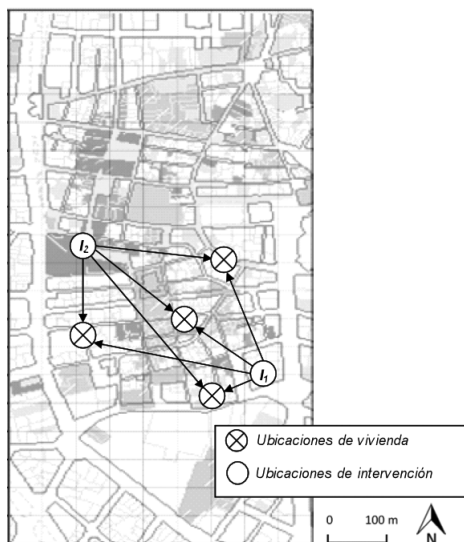 I2
I1
Ubicaciones de vivienda
Ubicaciones de intervención
0 100 m
N